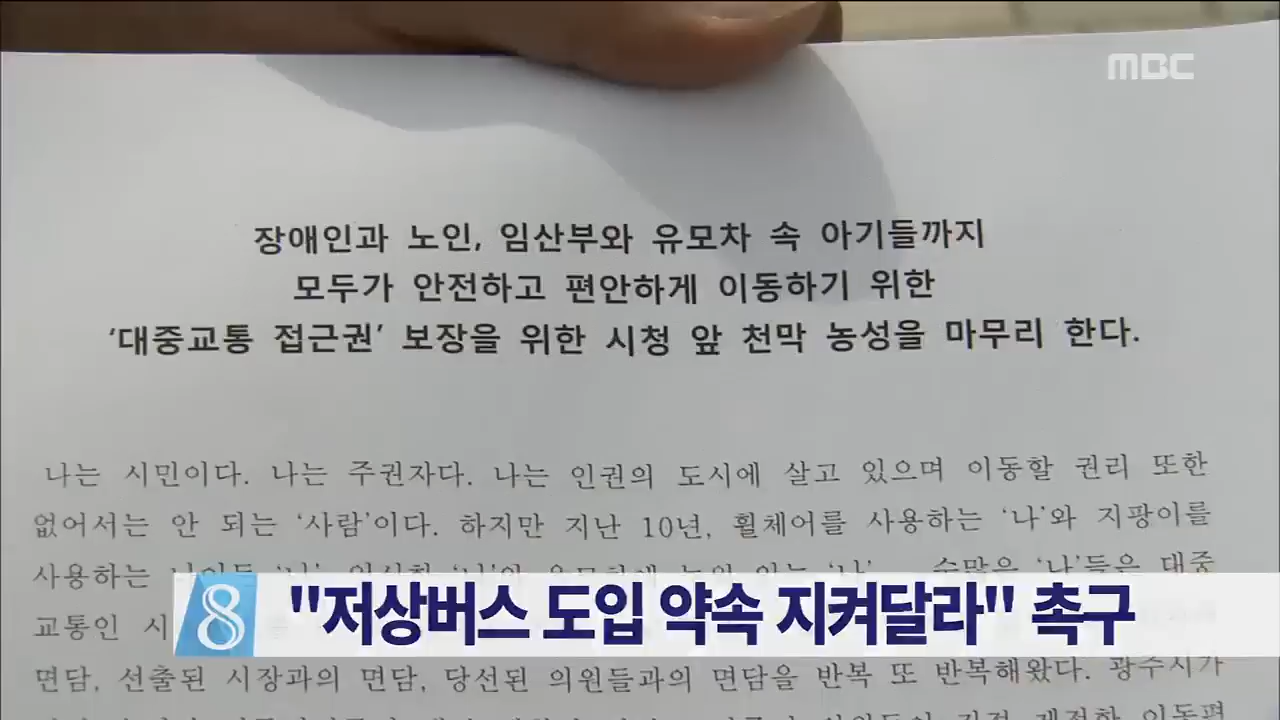 MBC
장애인과 노인, 임산부와 유모차 속 아기들까지
모두가 안전하고 편안하게 이동하기 위한
‘대중교통 접근권’ 보장을 위한 시청 앞 천막 농성을 마무리 한다.
나는 시민이다. 나는 주권자다. 나는 인권의 도시에 살고 있으며 이동할 권리 또한
없어서는 안 되는 ‘사람’이다. 하지만 지난 10년, 휠체어를 사용하는 ‘나’와 지팡이를
사용하는 대중
교통인 시
8 "저상버스 도입 약속 지켜달라" 촉구
면담, 선출된 시장과의 면담, 당선된 의원들과의 면담을 반복 또 반복해왔다. 광주시가